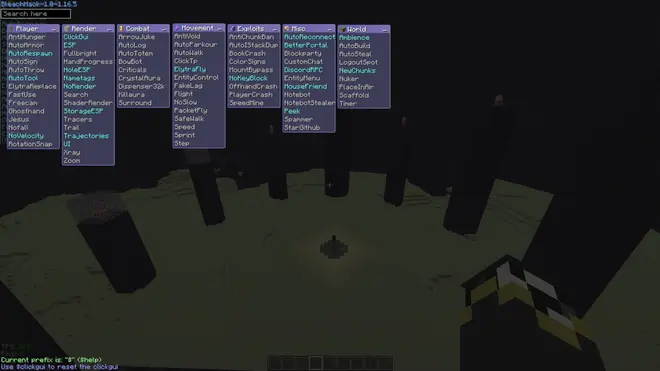 BleachHack-1.0-1.16.5
Search here
Player
AntiHunger
AutoArmor
AutoRespawn
AutoSign
AutoThrow
AutoTool
ElytraReplace
FastUse
Freecam
Ghosthand
Jesus
Nofall
NoVelocity
RotationSnap
Render
ClickGui
ESP
Fullbright
HandProgress
HoleESP
Nametags
NoRender
Search
ShaderRender
StorageESP
Tracers
Trail
Trajectories
UI
Xray
Zoom
Combat
ArrowJuke
AutoLog
AutoTotem
BowBot
Criticals
CrystalAura
Dispenser32k
Killaura
Surround
Movement
AntiVoid
AutoParkour
AutoWalk
ClickTp
ElytraFly
EntityControl
FakeLag
Flight
NoSlow
PacketFly
SafeWalk
Speed
Sprint
Step
Exploits
AntiChunkBan
AutoIStackDup
BookCrash
ColorSigns
MountBypass
NoKeyBlock
OffhandCrash
PlayerCrash
SpeedMine
Misc
AutoReconnect
BetterPortal
Blockparty
CustomChat
DiscordRPC
EntityMenu
MouseFriend
Notebot
NotebotStealer
Peek
Spammer
StarGithub
World
Ambience
AutoBuild
AutoSteal
LogoutSpot
NewChunks
Nuker
PlaceInAir
Scaffold
Timer
Current prefix is: "$" ($help)
Use $clickgui to reset the clickgui